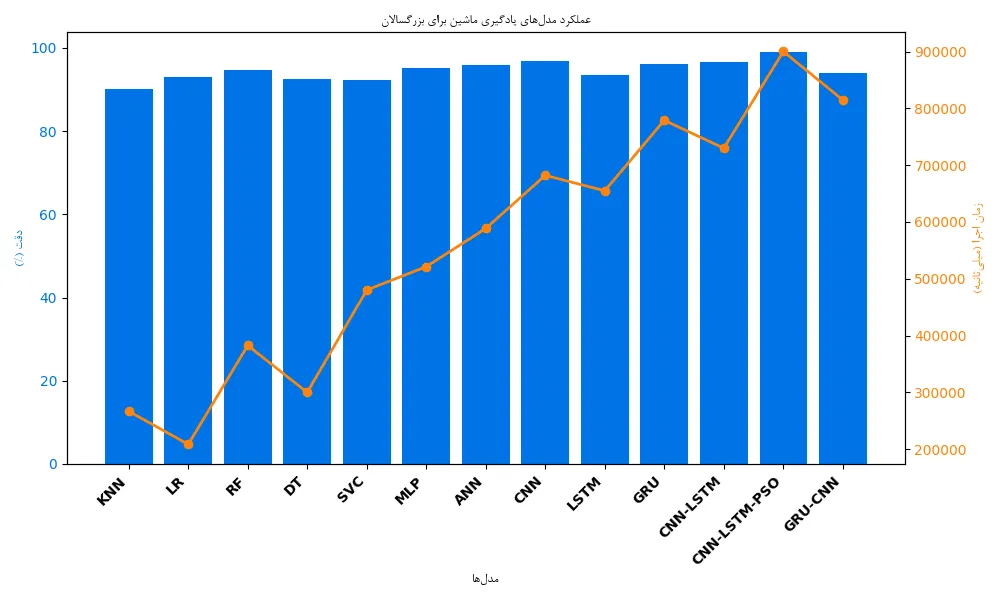 عملکرد مدل‌های یادگیری ماشین برای بزرگسالان
100
80
60
40
20
0
دقت (٪)
900000
800000
700000
600000
500000
400000
300000
200000
زمان اجرا (میلی‌ثانیه)
KNN
LR
RF
DT
SVC
MLP
ANN
CNN
LSTM
GRU
CNN-LSTM
CNN-LSTM-PSO
GRU-CNN
مدل‌ها